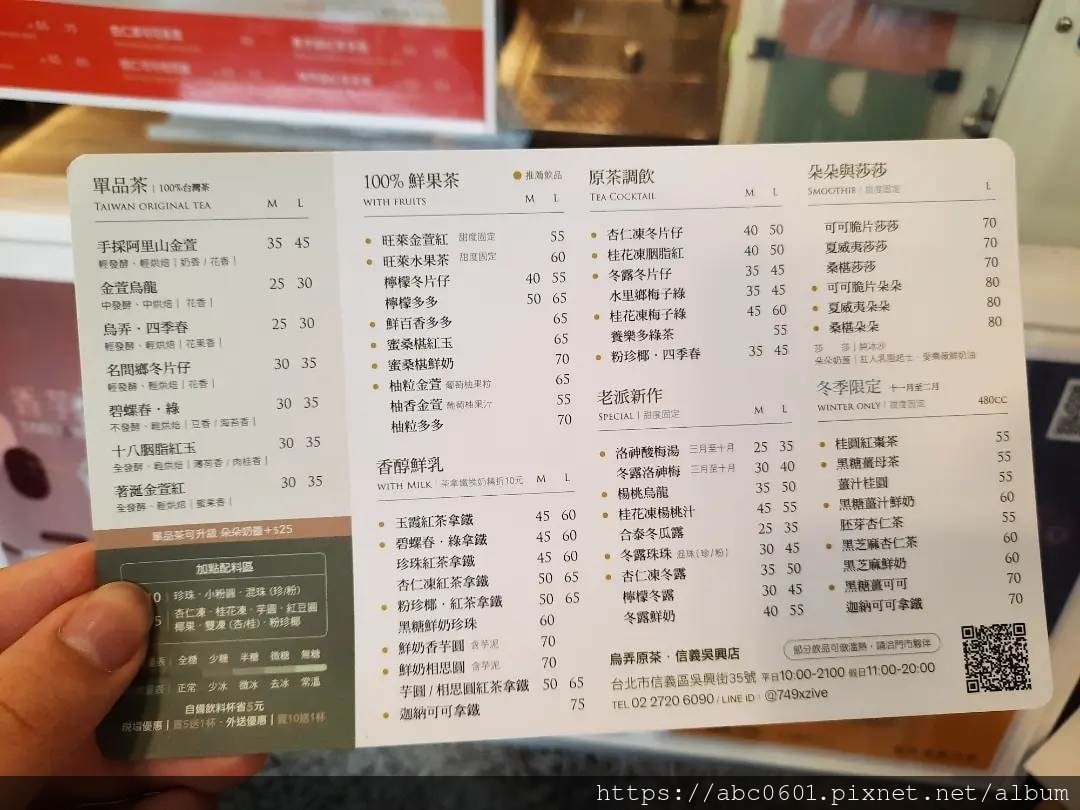 單品茶 | 100%台灣茶
TAIWAN ORIGINAL TEA M L
手採阿里山金萱 35 45
輕發酵、輕烘焙 | 奶香 / 花香 |
金萱烏龍 25 30
中發酵、中烘焙 | 花香 |
烏弄・四季春 25 30
輕發酵、輕烘焙 | 花果香 |
名間鄉冬片仔 30 35
輕發酵、輕烘焙 | 花香 |
碧螺春・綠 30 35
不發酵、輕烘焙 | 豆香 / 海苔香 |
十八胭脂紅玉 30 35
全發酵、輕烘焙 | 薄荷香 / 肉桂香 |
著涎金萱紅 30 35
全發酵、輕烘焙 | 蜜果香 |
單品茶可升級 朵朵奶蓋+$25
加點配料區
10 | 珍珠・小粉圓・混珠 (珍/粉)
5 | 杏仁凍・桂花凍・芋圓・紅豆圓
椰果・雙凍 (杏/桂)・粉珍椰
全糖 少糖 半糖 微糖 無糖
正常 少冰 微冰 去冰 常溫
自備飲料杯省5元
現場優惠 | 買5送1杯・外送優惠 | 買10送1杯
100% 鮮果茶 推薦飲品
WITH FRUITS M L
旺萊金萱紅 甜度固定 55
旺萊水果茶 甜度固定 60
檸檬冬片仔 40 55
檸檬多多 50 65
鮮百香多多 65
蜜桑椹紅玉 65
蜜桑椹鮮奶 70
柚粒金萱 葡萄柚果粒 65
柚香金萱 葡萄柚果汁 55
柚粒多多 70
香醇鮮乳
WITH MILK | 茶拿鐵換奶精折10元 M L
玉霞紅茶拿鐵 45 60
碧螺春・綠拿鐵 45 60
珍珠紅茶拿鐵 45 60
杏仁凍紅茶拿鐵 50 65
粉珍椰・紅茶拿鐵 50 65
黑糖鮮奶珍珠 60
鮮奶香芋圓 含芋泥 70
鮮奶相思圓 含芋泥 70
芋圓 / 相思圓紅茶拿鐵 50 65
迦納可可拿鐵 75
原茶調飲
TEA COCKTAIL M L
杏仁凍冬片仔 40 50
桂花凍胭脂紅 40 50
冬露冬片仔 35 45
水里鄉梅子綠 35 45
桂花凍梅子綠 45 60
養樂多綠茶 55
粉珍椰・四季春 35 45
老派新作
SPECIAL | 甜度固定 M L
洛神酸梅湯 三月至十月 25 35
冬露洛神梅 三月至十月 30 40
楊桃烏龍 35 50
桂花凍楊桃汁 45 55
合泰冬瓜露 25 35
冬露珠珠 混珠(珍/粉) 30 45
杏仁凍冬露 35 50
檸檬冬露 30 45
冬露鮮奶 40 55
朵朵與莎莎
SMOOTHIE | 甜度固定 L
可可脆片莎莎 70
夏威夷莎莎 70
桑椹莎莎 70
可可脆片朵朵 80
夏威夷朵朵 80
桑椹朵朵 80
莎 莎 | 純冰沙
朵朵奶蓋 | 紅人乳脂起士、愛樂薇鮮奶油
冬季限定 十一月至二月
WINTER ONLY | 甜度固定 480CC
桂圓紅棗茶 55
黑糖薑母茶 55
薑汁桂圓 55
黑糖薑汁鮮奶 60
胚芽杏仁茶 55
黑芝麻杏仁茶 60
黑芝麻鮮奶 60
黑糖薑可可 70
迦納可可拿鐵 70
部分飲品可做溫熱，請洽門市夥伴
烏弄原茶・信義吳興店
台北市信義區吳興街35號 平日10:00-2100 假日11:00-20:00
TEL 02 2720 6090 / LINE ID : @749xzive
https://abc0601.pixnet.net/album